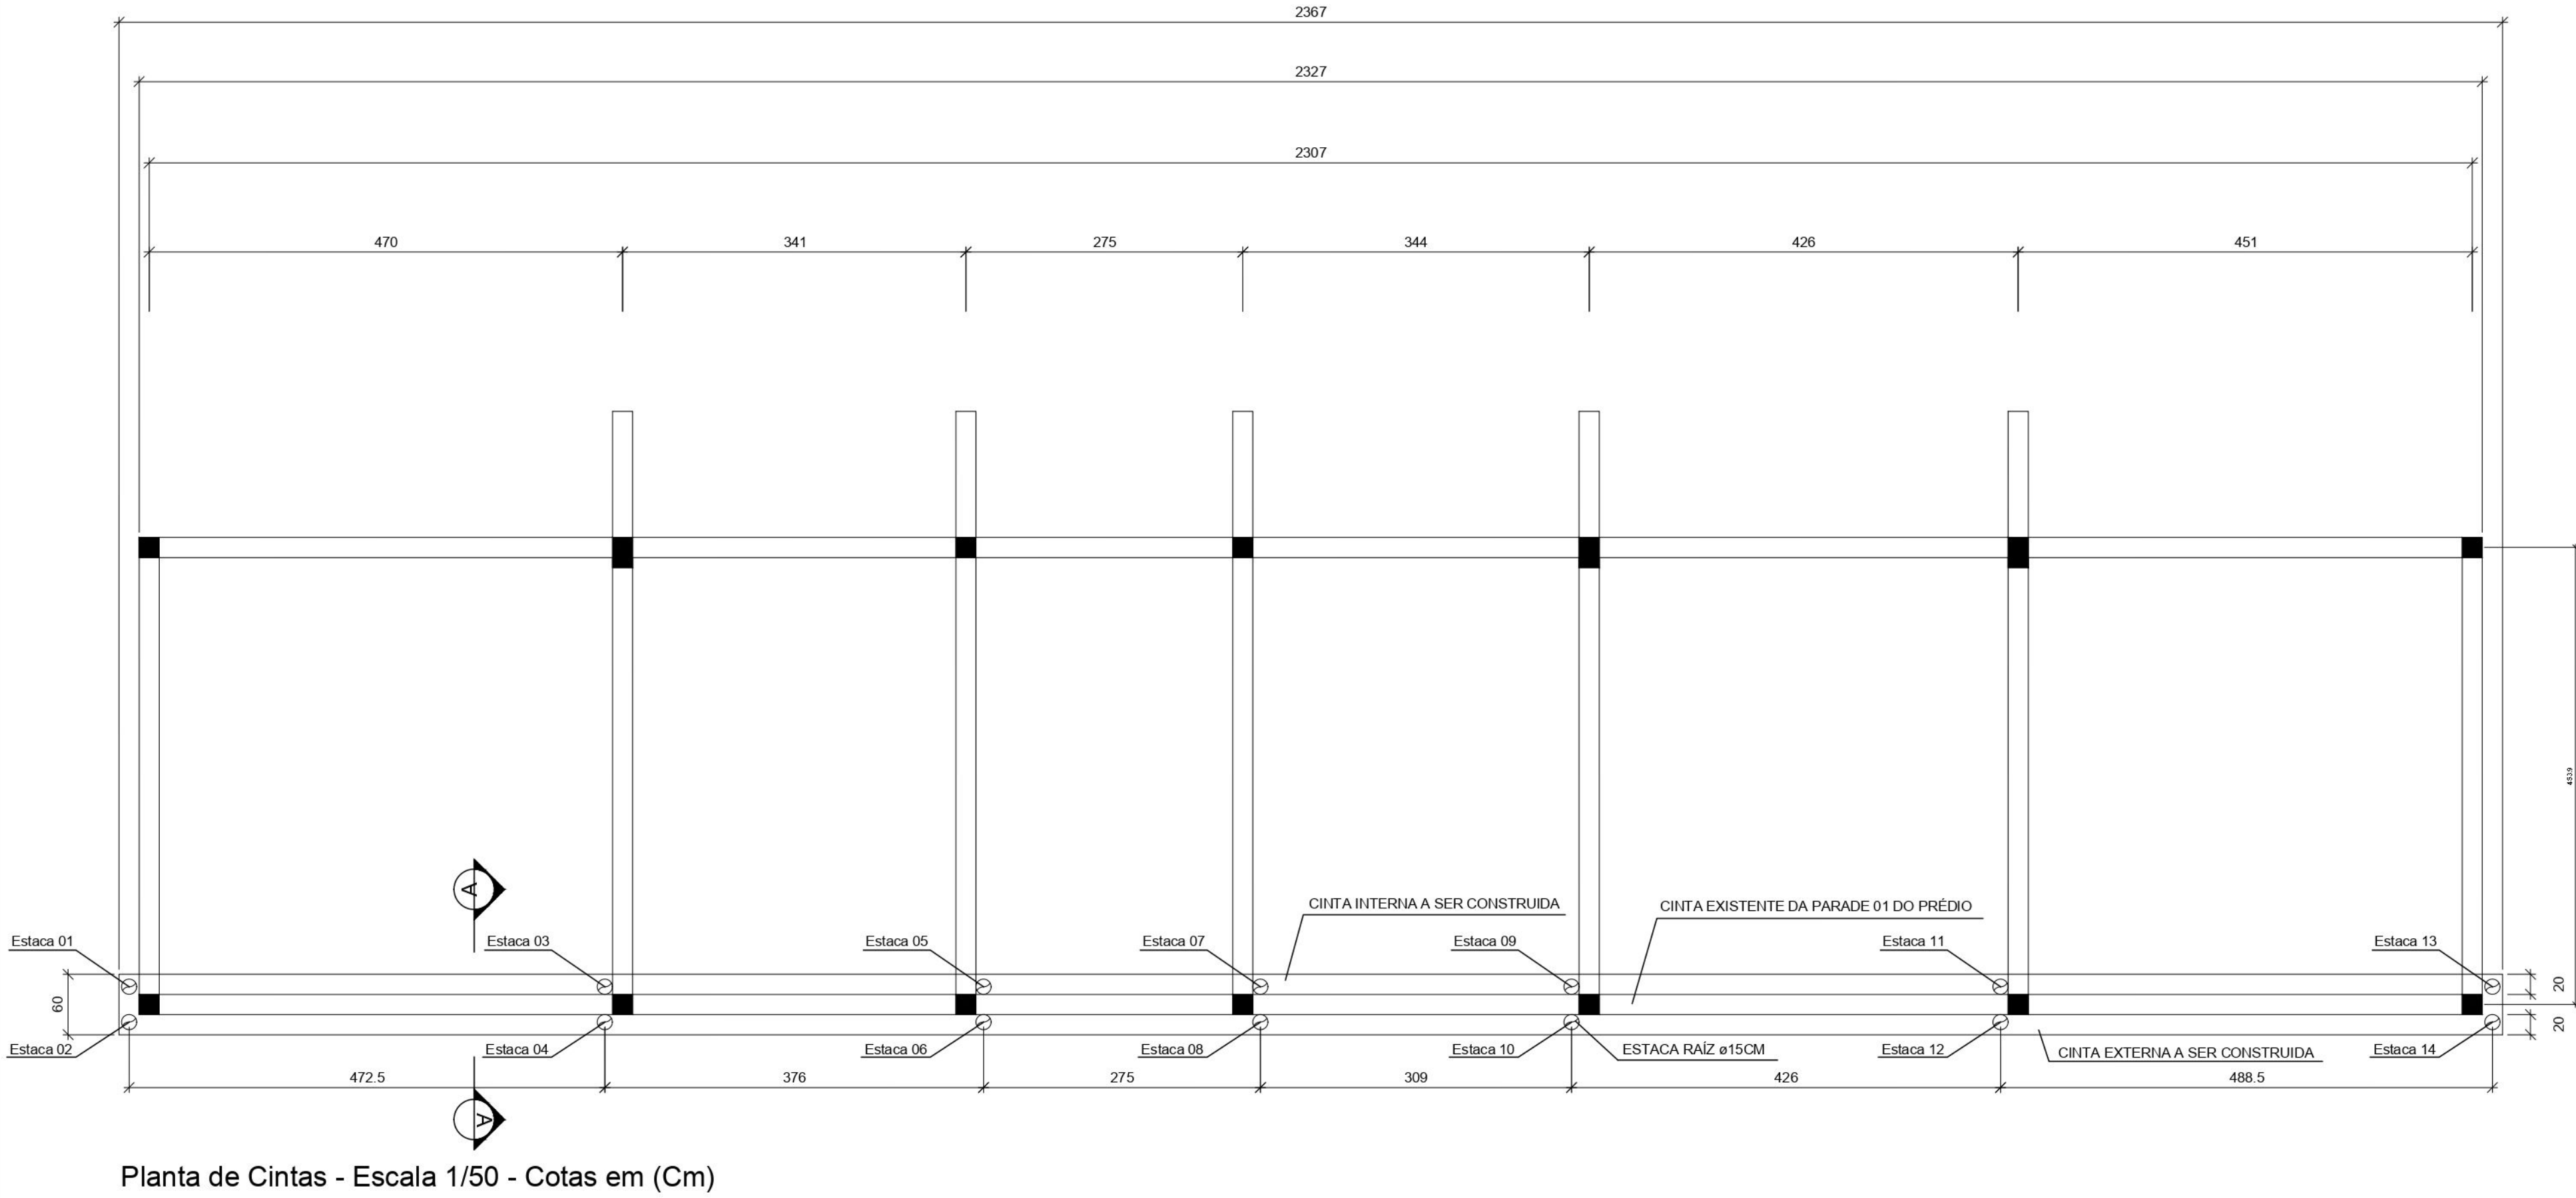 2367
2327
2307
470
341
275
344
426
451
453.9
A
CINTA INTERNA A SER CONSTRUIDA
CINTA EXISTENTE DA PARADE 01 DO PRÉDIO
Estaca 01
Estaca 03
Estaca 05
Estaca 07
Estaca 09
Estaca 11
Estaca 13
60
20
20
Estaca 02
Estaca 04
Estaca 06
Estaca 08
Estaca 10
ESTACA RAÍZ ø15CM
Estaca 12
CINTA EXTERNA A SER CONSTRUIDA
Estaca 14
472.5
376
275
309
426
488.5
A
Planta de Cintas - Escala 1/50 - Cotas em (Cm)